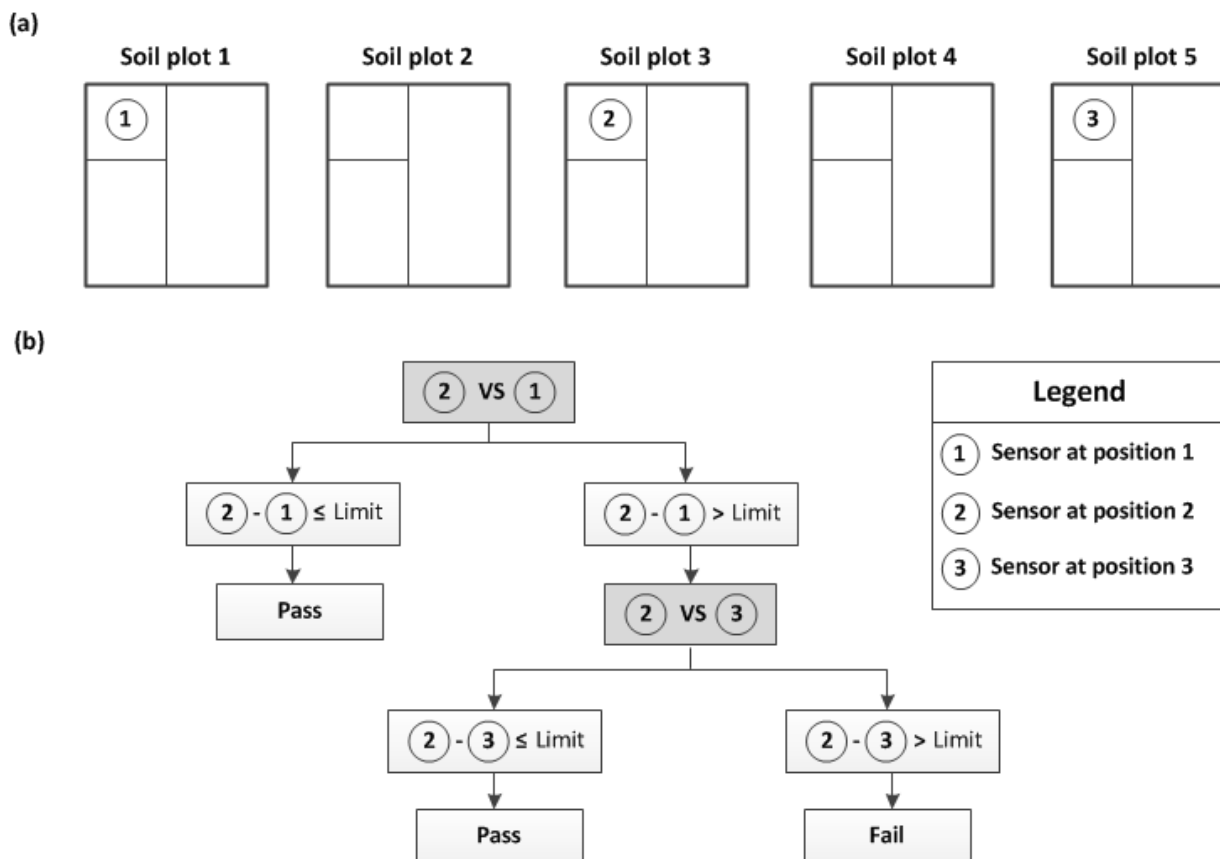 (a)
Soil plot 1
Soil plot 2
Soil plot 3
Soil plot 4
Soil plot 5
1
2
3
(b)
2 VS 1
2 - 1 ≤ Limit
2 - 1 > Limit
Pass
2 VS 3
2 - 3 ≤ Limit
2 - 3 > Limit
Pass
Fail
Legend
1 Sensor at position 1
2 Sensor at position 2
3 Sensor at position 3